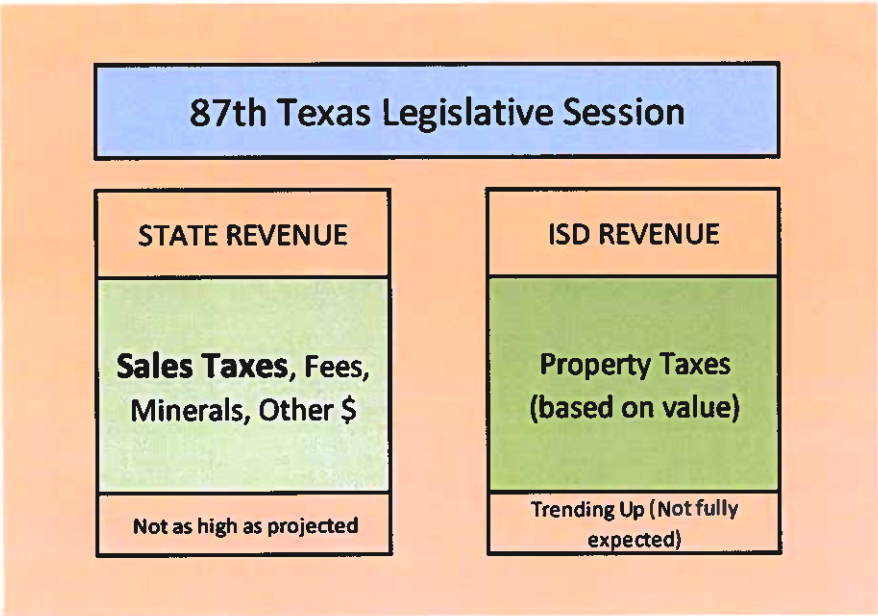 87th Texas Legislative Session
STATE REVENUE
Sales Taxes, Fees,
Minerals, Other $
Not as high as projected
ISD REVENUE
Property Taxes
(based on value)
Trending Up (Not fully
expected)